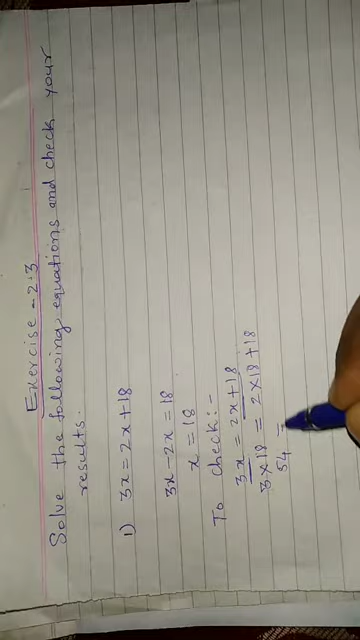 Exercise - 2.3
Solve the following equations and check your
results.
1) 3x = 2x + 18
3x - 2x = 18
x = 18
To check:-
3x = 2x + 18
3 × 18 = 2 × 18 + 18
54 =